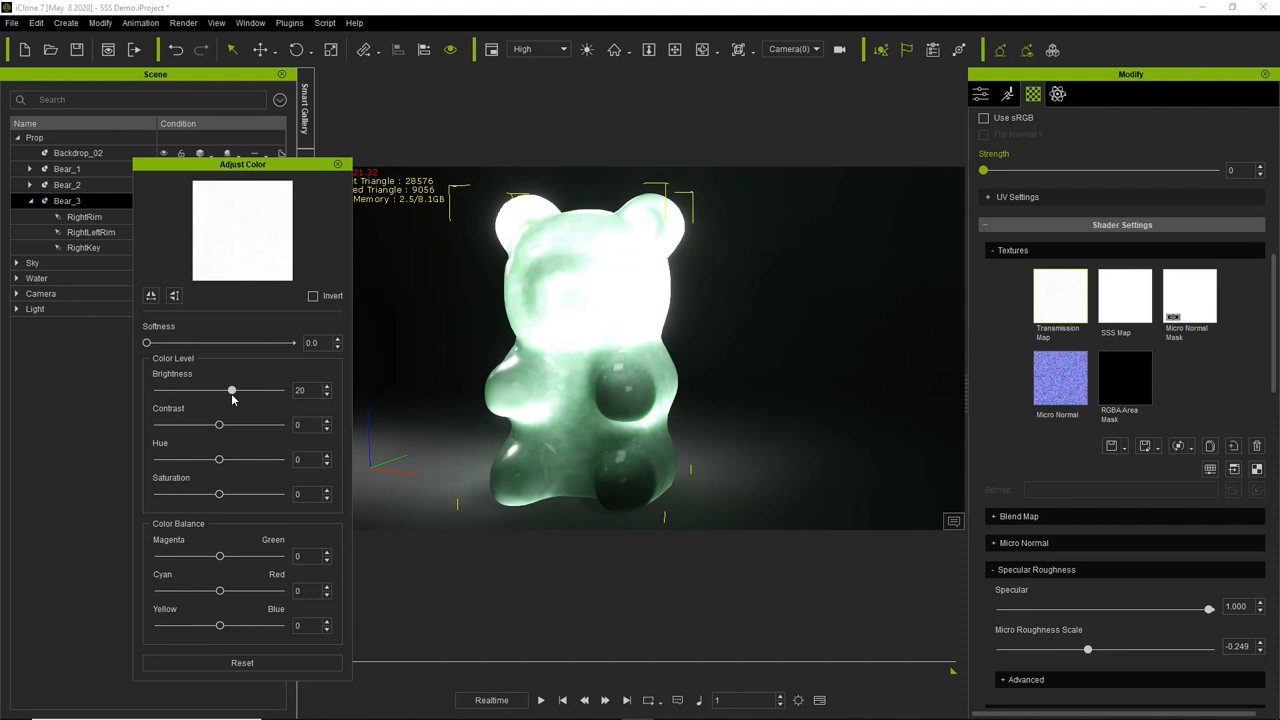 iClone 7 [May 8 2020] - SSS Demo.iProject *
File Edit Create Modify Animation Render View Window Plugins Script Help
High
Camera(0)
Scene
Search
Name Condition
Prop
Backdrop_02
Bear_1
Bear_2
Bear_3
RightRim
RightLeftRim
RightKey
Sky
Water
Camera
Light
Smart Gallery
Adjust Color
Invert
Softness
0.0
Color Level
Brightness
20
Contrast
0
Hue
0
Saturation
0
Color Balance
Magenta Green
0
Cyan Red
0
Yellow Blue
0
Reset
21.32
t Triangle : 28576
ed Triangle : 9056
Memory : 2.5/8.1GB
Realtime
1
Modify
Use sRGB
Flip Normal Y
Strength
0
+ UV Settings
Shader Settings
- Textures
Transmission Map
SSS Map
Micro Normal Mask
Micro Normal
RGBA Area Mask
Bitmap
+ Blend Map
+ Micro Normal
- Specular Roughness
Specular
1.000
Micro Roughness Scale
-0.249
+ Advanced